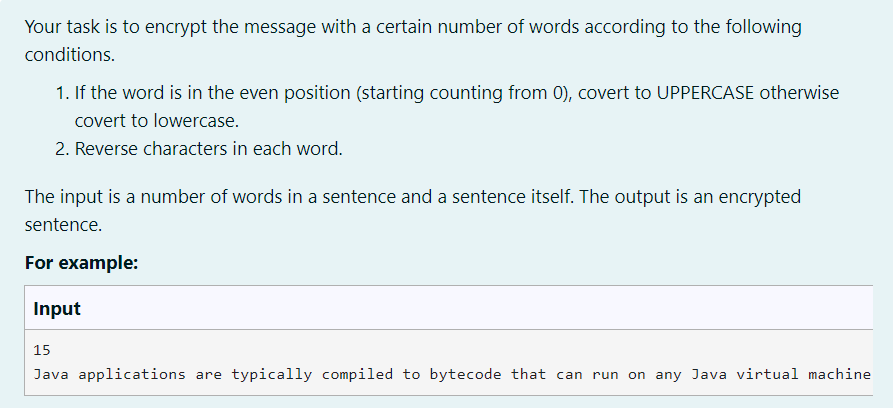 Your task is to encrypt the message with a certain number of words according to the following
conditions.
1. If the word is in the even position (starting counting from 0), covert to UPPERCASE otherwise
covert to lowercase.
2. Reverse characters in each word.
The input is a number of words in a sentence and a sentence itself. The output is an encrypted
sentence.
For example:
Input
15
Java applications are typically compiled to bytecode that can run on any Java virtual machine